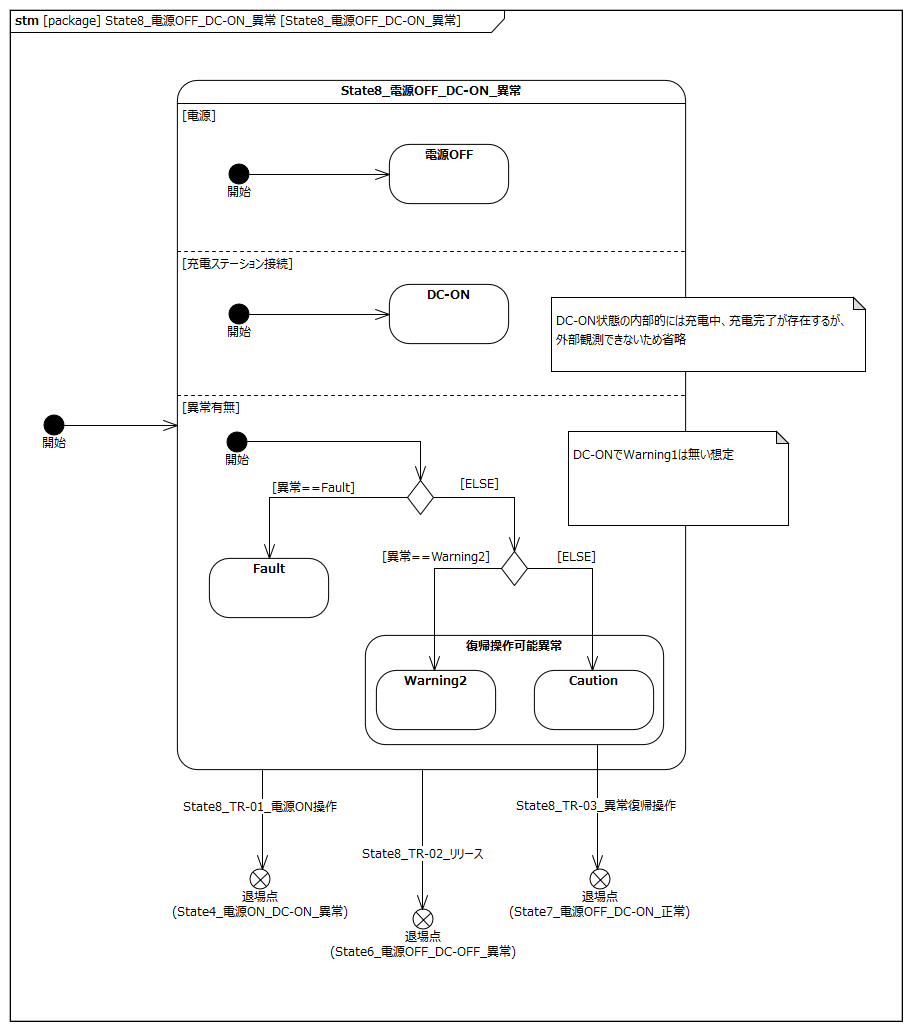 stm [package] State8_電源OFF_DC-ON_異常 [State8_電源OFF_DC-ON_異常]
State8_電源OFF_DC-ON_異常
[電源]
電源OFF
開始
[充電ステーション接続]
DC-ON
開始
DC-ON状態の内部的には充電中、充電完了が存在するが、
外部観測できないため省略
[異常有無]
開始
開始
DC-ONでWarning1は無い想定
[異常==Fault]
[ELSE]
Fault
[異常==Warning2]
[ELSE]
復帰操作可能異常
Warning2
Caution
State8_TR-01_電源ON操作
State8_TR-02_リリース
State8_TR-03_異常復帰操作
退場点
(State4_電源ON_DC-ON_異常)
退場点
(State6_電源OFF_DC-OFF_異常)
退場点
(State7_電源OFF_DC-ON_正常)